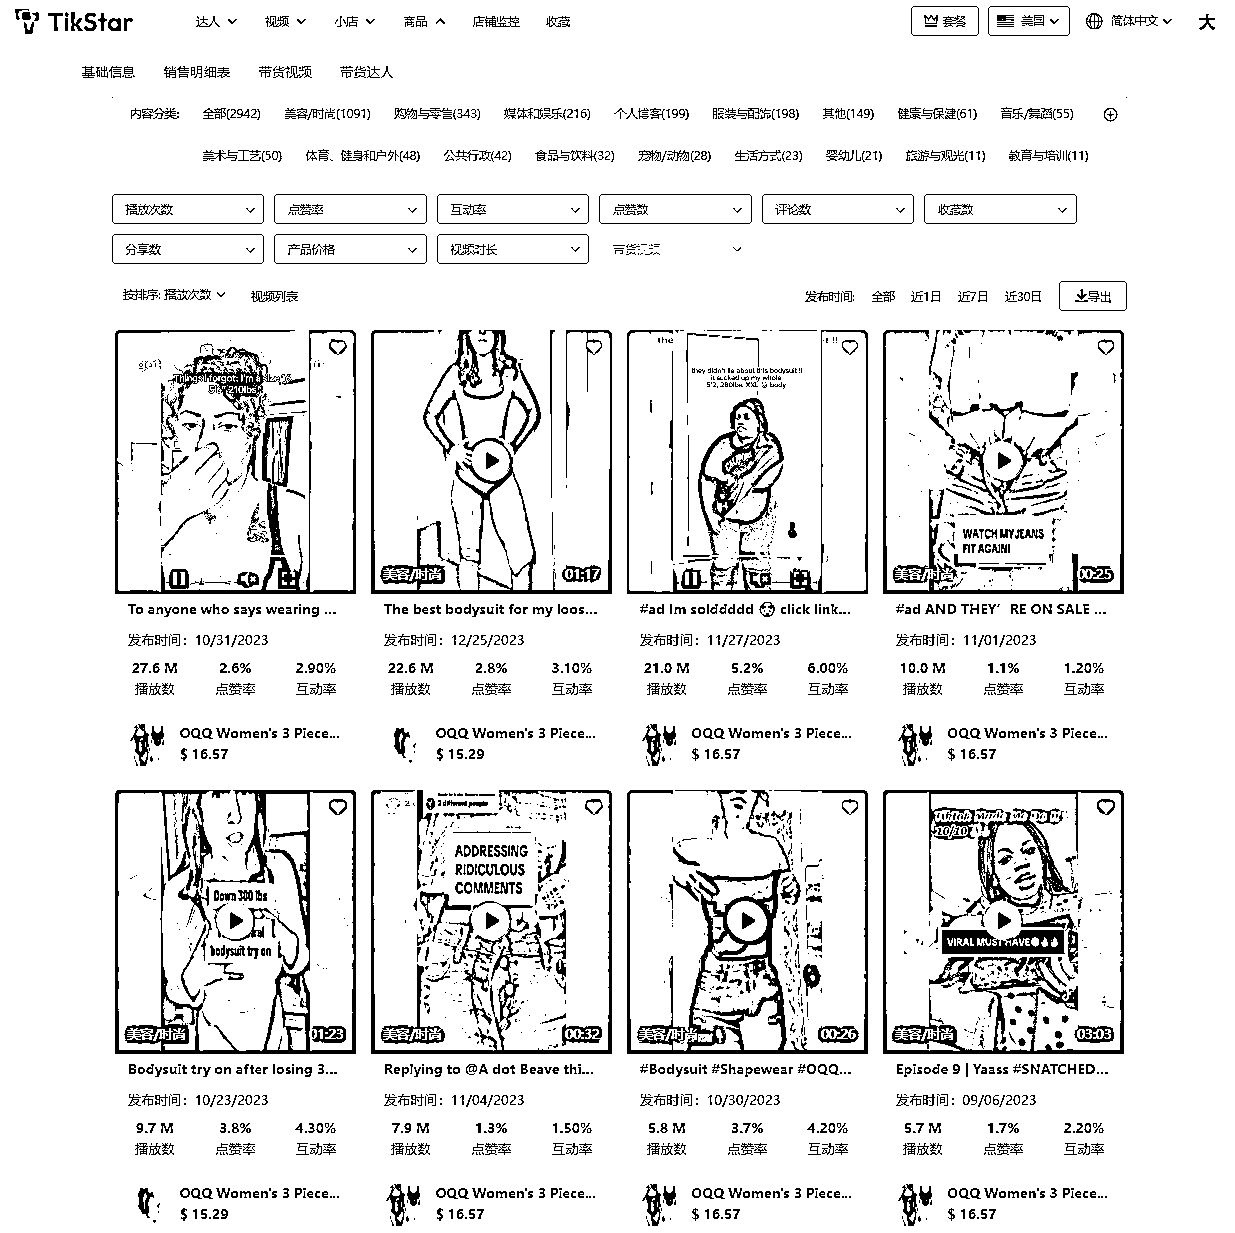 TikStar 达人 视频 小店 商品 店铺监控 收藏 套餐 美国 简体中文 大
基础信息 销售明细表 带货视频 带货达人
内容分类: 全部(2942) 美容/时尚(1091) 购物与零售(343) 媒体和娱乐(216) 个人博客(199) 服装与配饰(198) 其他(149) 健康与保健(61) 音乐/舞蹈(55)
美术与工艺(50) 体育、健身和户外(48) 公共行政(42) 食品与饮料(32) 宠物/动物(28) 生活方式(23) 婴幼儿(21) 旅游与观光(11) 教育与培训(11)
播放次数 点赞率 互动率 点赞数 评论数 收藏数
分享数 产品价格 视频时长 带货视频
按排序: 播放次数 视频列表 发布时间: 全部 近1日 近7日 近30日 导出
the
they didn't lie about this bodysuit !!
it sucked up my whole
5'2, 280lbs XXL body
WATCH MY JEANS
FIT AGAIN!
美容/时尚 01:17 美容/时尚 00:25
To anyone who says wearing ... The best bodysuit for my loos... #ad Im solddddd 😳 click link... #ad AND THEY’RE ON SALE ...
发布时间：10/31/2023 发布时间：12/25/2023 发布时间：11/27/2023 发布时间：11/01/2023
27.6 M 2.6% 2.90% 22.6 M 2.8% 3.10% 21.0 M 5.2% 6.00% 10.0 M 1.1% 1.20%
播放数 点赞率 互动率 播放数 点赞率 互动率 播放数 点赞率 互动率 播放数 点赞率 互动率
OQQ Women's 3 Piece... OQQ Women's 3 Piece... OQQ Women's 3 Piece... OQQ Women's 3 Piece...
$ 16.57 $ 15.29 $ 16.57 $ 16.57
Down 300 lbs
bodysuit try on
2 different people
ADDRESSING
RIDICULOUS
COMMENTS
10/10
VIRAL MUST HAVE
美容/时尚 01:23 美容/时尚 00:32 美容/时尚 00:26 美容/时尚 03:03
Bodysuit try on after losing 3... Replying to @A dot Beave thi... #Bodysuit #Shapewear #OQQ... Episode 9 | Yaass #SNATCHED...
发布时间：10/23/2023 发布时间：11/04/2023 发布时间：10/30/2023 发布时间：09/06/2023
9.7 M 3.8% 4.30% 7.9 M 1.3% 1.50% 5.8 M 3.7% 4.20% 5.7 M 1.7% 2.20%
播放数 点赞率 互动率 播放数 点赞率 互动率 播放数 点赞率 互动率 播放数 点赞率 互动率
OQQ Women's 3 Piece... OQQ Women's 3 Piece... OQQ Women's 3 Piece... OQQ Women's 3 Piece...
$ 15.29 $ 16.57 $ 16.57 $ 16.57